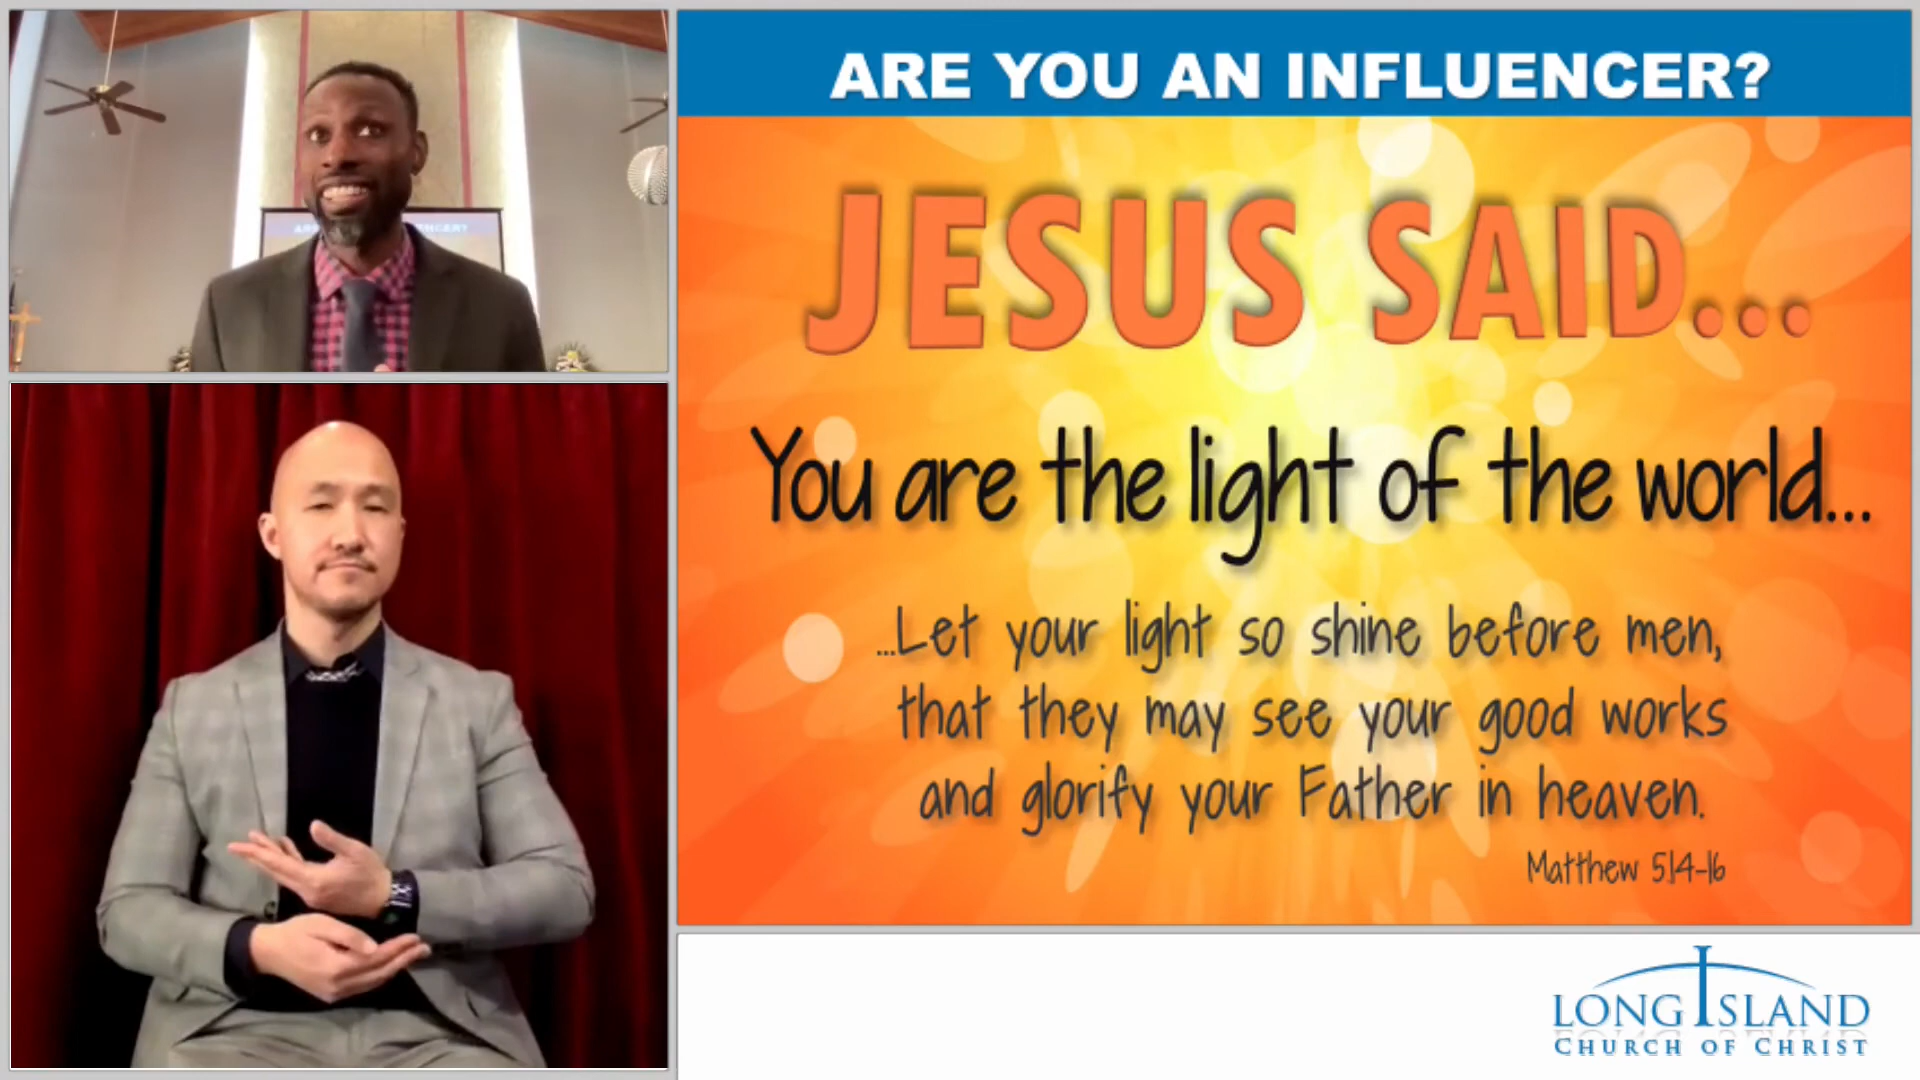 ARE YOU AN INFLUENCER?
JESUS SAID...
You are the light of the world...
...Let your light so shine before men,
that they may see your good works
and glorify your Father in heaven.
Matthew 5:14-16
LONG ISLAND
CHURCH OF CHRIST